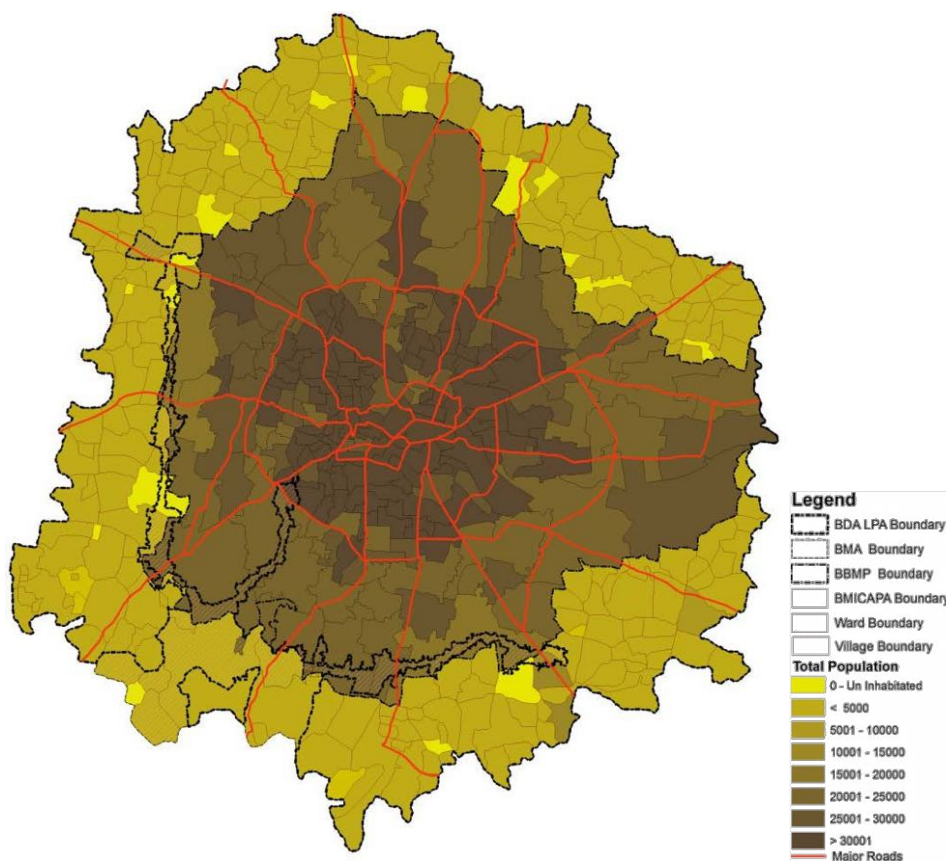 Legend
BDA LPA Boundary
BMA Boundary
BBMP Boundary
BMICAPA Boundary
Ward Boundary
Village Boundary
Total Population
0 - Un Inhabitated
< 5000
5001 - 10000
10001 - 15000
15001 - 20000
20001 - 25000
25001 - 30000
> 30001
Major Roads